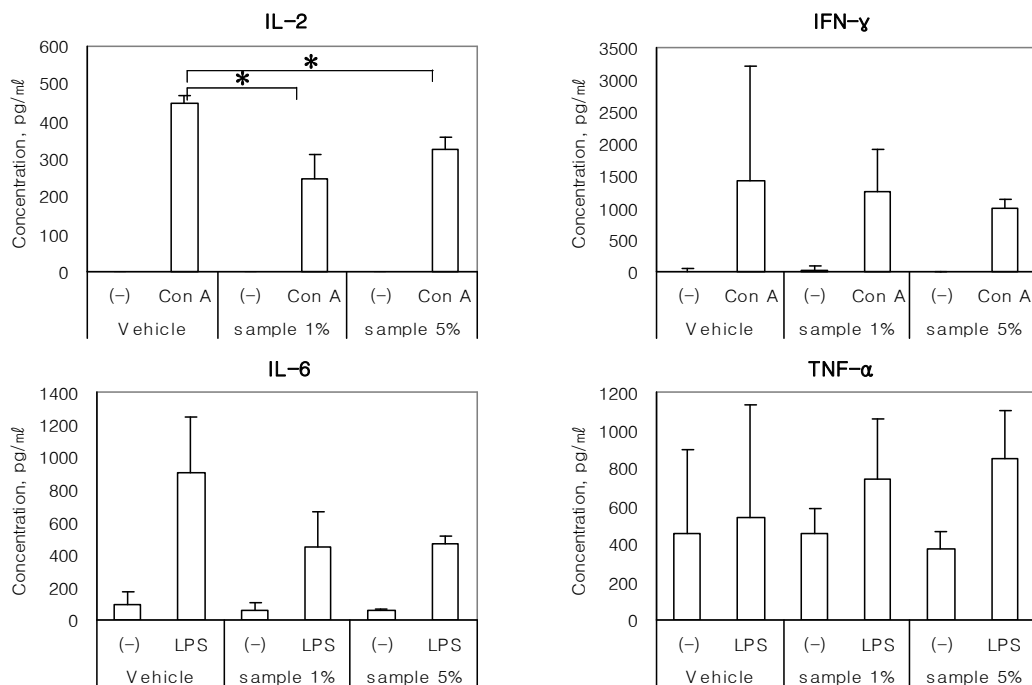 IL-2
600
500
400
300
200
100
0
Concentration, pg/㎖
*
*
(-) Con A (-) Con A (-) Con A
Vehicle sample 1% sample 5%
IFN-ɣ
3500
3000
2500
2000
1500
1000
500
0
Concentration, pg/㎖
(-) Con A (-) Con A (-) Con A
Vehicle sample 1% sample 5%
IL-6
1400
1200
1000
800
600
400
200
0
Concentration, pg/㎖
(-) LPS (-) LPS (-) LPS
Vehicle sample 1% sample 5%
TNF-α
1200
1000
800
600
400
200
0
Concentration, pg/㎖
(-) LPS (-) LPS (-) LPS
Vehicle sample 1% sample 5%